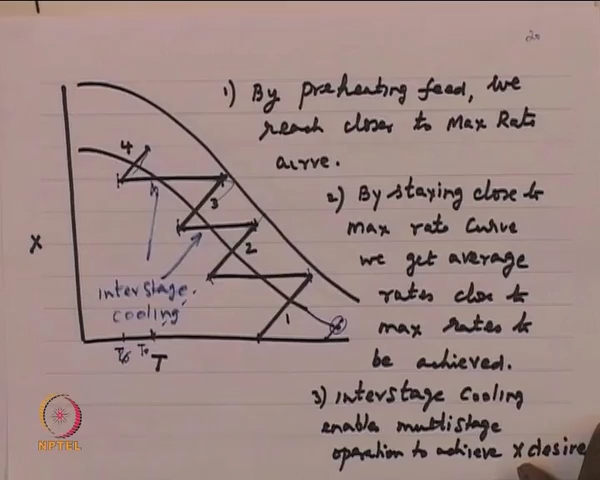 1) By preheating feed, we
reach closer to Max Rate
curve.
2) By staying close to
max rate curve
we get average
rates close to
max rates to
be achieved.
3) interstage cooling
enable multistage
operation to achieve x desire
4
3
2
1
X
interstage.
cooling
T₀
T
NPTEL